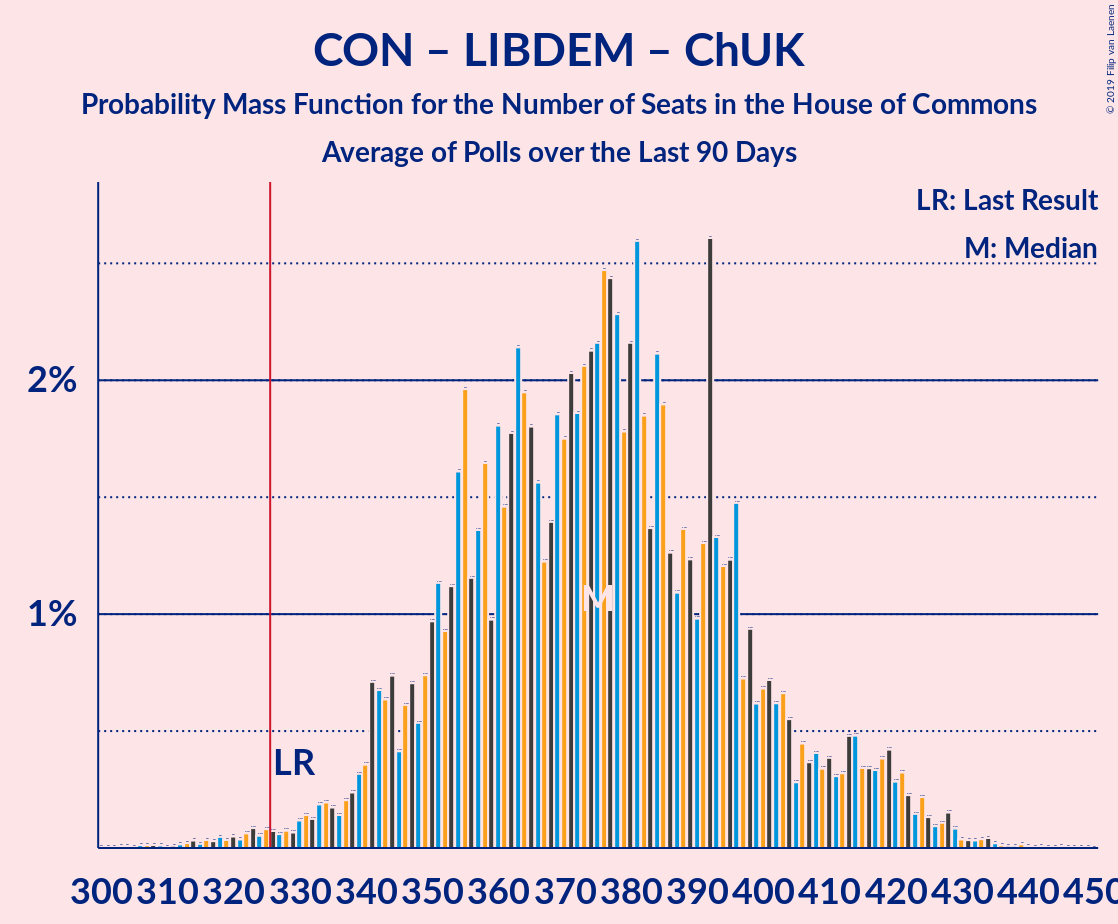 CON – LIBDEM – ChUK
Probability Mass Function for the Number of Seats in the House of Commons
Average of Polls over the Last 90 Days
© 2019 Filip van Laenen
LR: Last Result
M: Median
2%
1%
M
LR
300 310 320 330 340 350 360 370 380 390 400 410 420 430 440 450